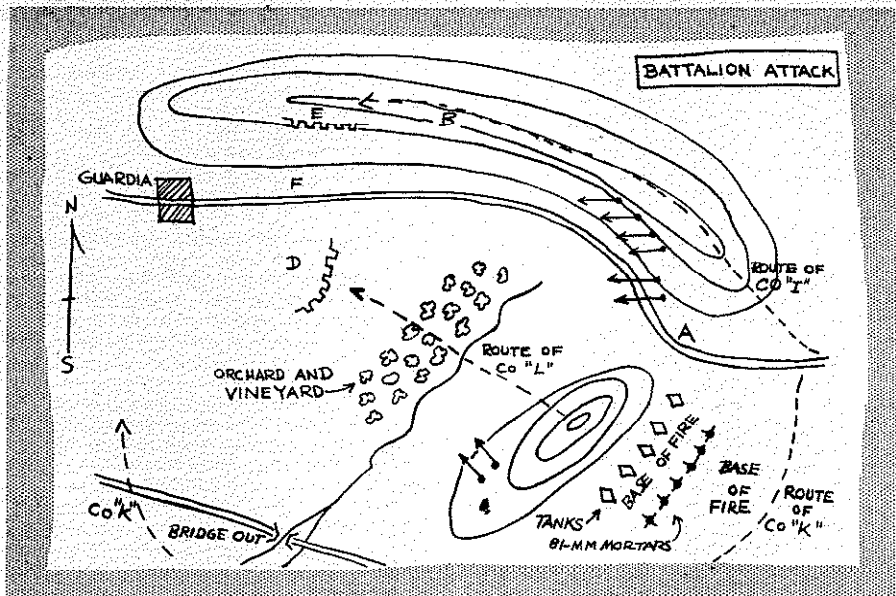 BATTALION ATTACK
E
B
GUARDIA
F
N
D
ROUTE OF
CO "I"
A
S
ROUTE OF
CO "L"
ORCHARD AND
VINEYARD
BASE OF FIRE
BASE
OF
FIRE
CO "K"
ROUTE
OF
CO "K"
TANKS
BRIDGE OUT
81-MM MORTARS